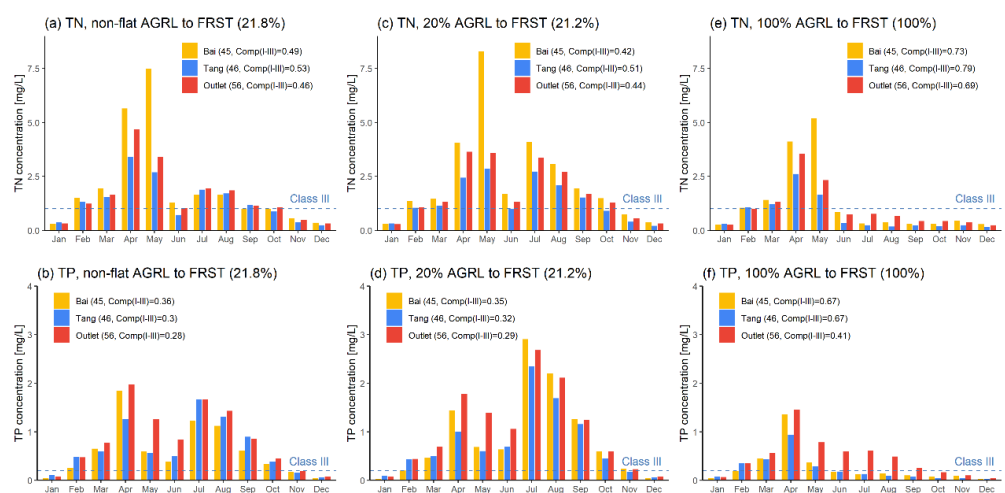 (a) TN, non-flat AGRL to FRST (21.8%)
TN concentration [mg/L]
7.5
5.0
2.5
0.0
Bai (45, Comp(I-III)=0.49)
Tang (46, Comp(I-III)=0.53)
Outlet (56, Comp(I-III)=0.46)
Class III
Jan Feb Mar Apr May Jun Jul Aug Sep Oct Nov Dec
(c) TN, 20% AGRL to FRST (21.2%)
TN concentration [mg/L]
7.5
5.0
2.5
0.0
Bai (45, Comp(I-III)=0.42)
Tang (46, Comp(I-III)=0.51)
Outlet (56, Comp(I-III)=0.44)
Class III
Jan Feb Mar Apr May Jun Jul Aug Sep Oct Nov Dec
(e) TN, 100% AGRL to FRST (100%)
TN concentration [mg/L]
7.5
5.0
2.5
0.0
Bai (45, Comp(I-III)=0.73)
Tang (46, Comp(I-III)=0.79)
Outlet (56, Comp(I-III)=0.69)
Class III
Jan Feb Mar Apr May Jun Jul Aug Sep Oct Nov Dec
(b) TP, non-flat AGRL to FRST (21.8%)
TP concentration [mg/L]
4
3
2
1
0
Bai (45, Comp(I-III)=0.36)
Tang (46, Comp(I-III)=0.3)
Outlet (56, Comp(I-III)=0.28)
Class III
Jan Feb Mar Apr May Jun Jul Aug Sep Oct Nov Dec
(d) TP, 20% AGRL to FRST (21.2%)
TP concentration [mg/L]
4
3
2
1
0
Bai (45, Comp(I-III)=0.35)
Tang (46, Comp(I-III)=0.32)
Outlet (56, Comp(I-III)=0.29)
Class III
Jan Feb Mar Apr May Jun Jul Aug Sep Oct Nov Dec
(f) TP, 100% AGRL to FRST (100%)
TP concentration [mg/L]
4
3
2
1
0
Bai (45, Comp(I-III)=0.67)
Tang (46, Comp(I-III)=0.67)
Outlet (56, Comp(I-III)=0.41)
Class III
Jan Feb Mar Apr May Jun Jul Aug Sep Oct Nov Dec